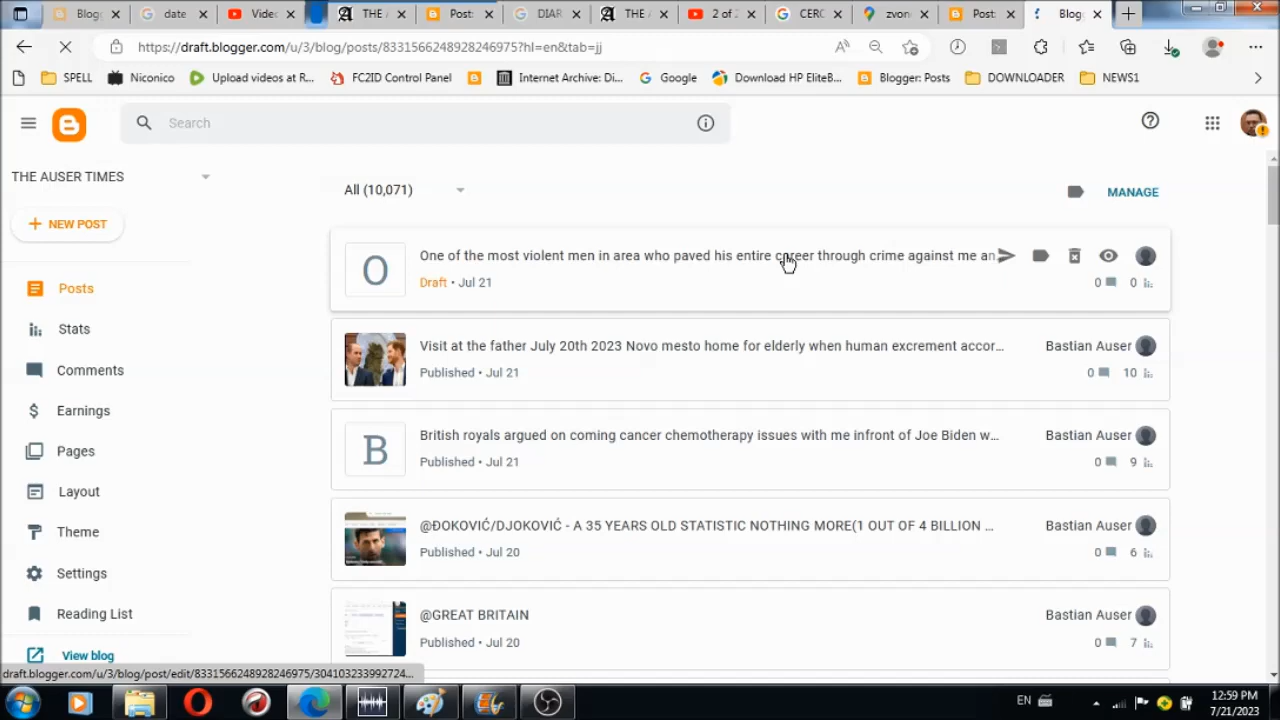 Blogg
date
Videc
THE A
Posts
DIAR
THE A
2 of 2
CERC
zvone
Posts
Blog
https://draft.blogger.com/u/3/blog/posts/8331566248928246975?hl=en&tab=jj
SPELL
Niconico
Upload videos at R...
FC2ID Control Panel
Internet Archive: Di...
Google
Download HP EliteB...
Blogger: Posts
DOWNLOADER
NEWS1
Search
THE AUSER TIMES
All (10,071)
MANAGE
NEW POST
One of the most violent men in area who paved his entire career through crime against me an
Draft • Jul 21
0 0
Posts
Stats
Visit at the father July 20th 2023 Novo mesto home for elderly when human excrement accor...
Bastian Auser
Published • Jul 21
0 10
Comments
Earnings
British royals argued on coming cancer chemotherapy issues with me infront of Joe Biden w...
Bastian Auser
Published • Jul 21
0 9
Pages
Layout
@ĐOKOVIĆ/DJOKOVIĆ - A 35 YEARS OLD STATISTIC NOTHING MORE(1 OUT OF 4 BILLION ...
Bastian Auser
Published • Jul 20
0 6
Theme
Settings
Reading List
@GREAT BRITAIN
Bastian Auser
Published • Jul 20
0 7
View blog
draft.blogger.com/u/3/blog/post/edit/8331566248928246975/304103233992724...
EN
12:59 PM
7/21/2023